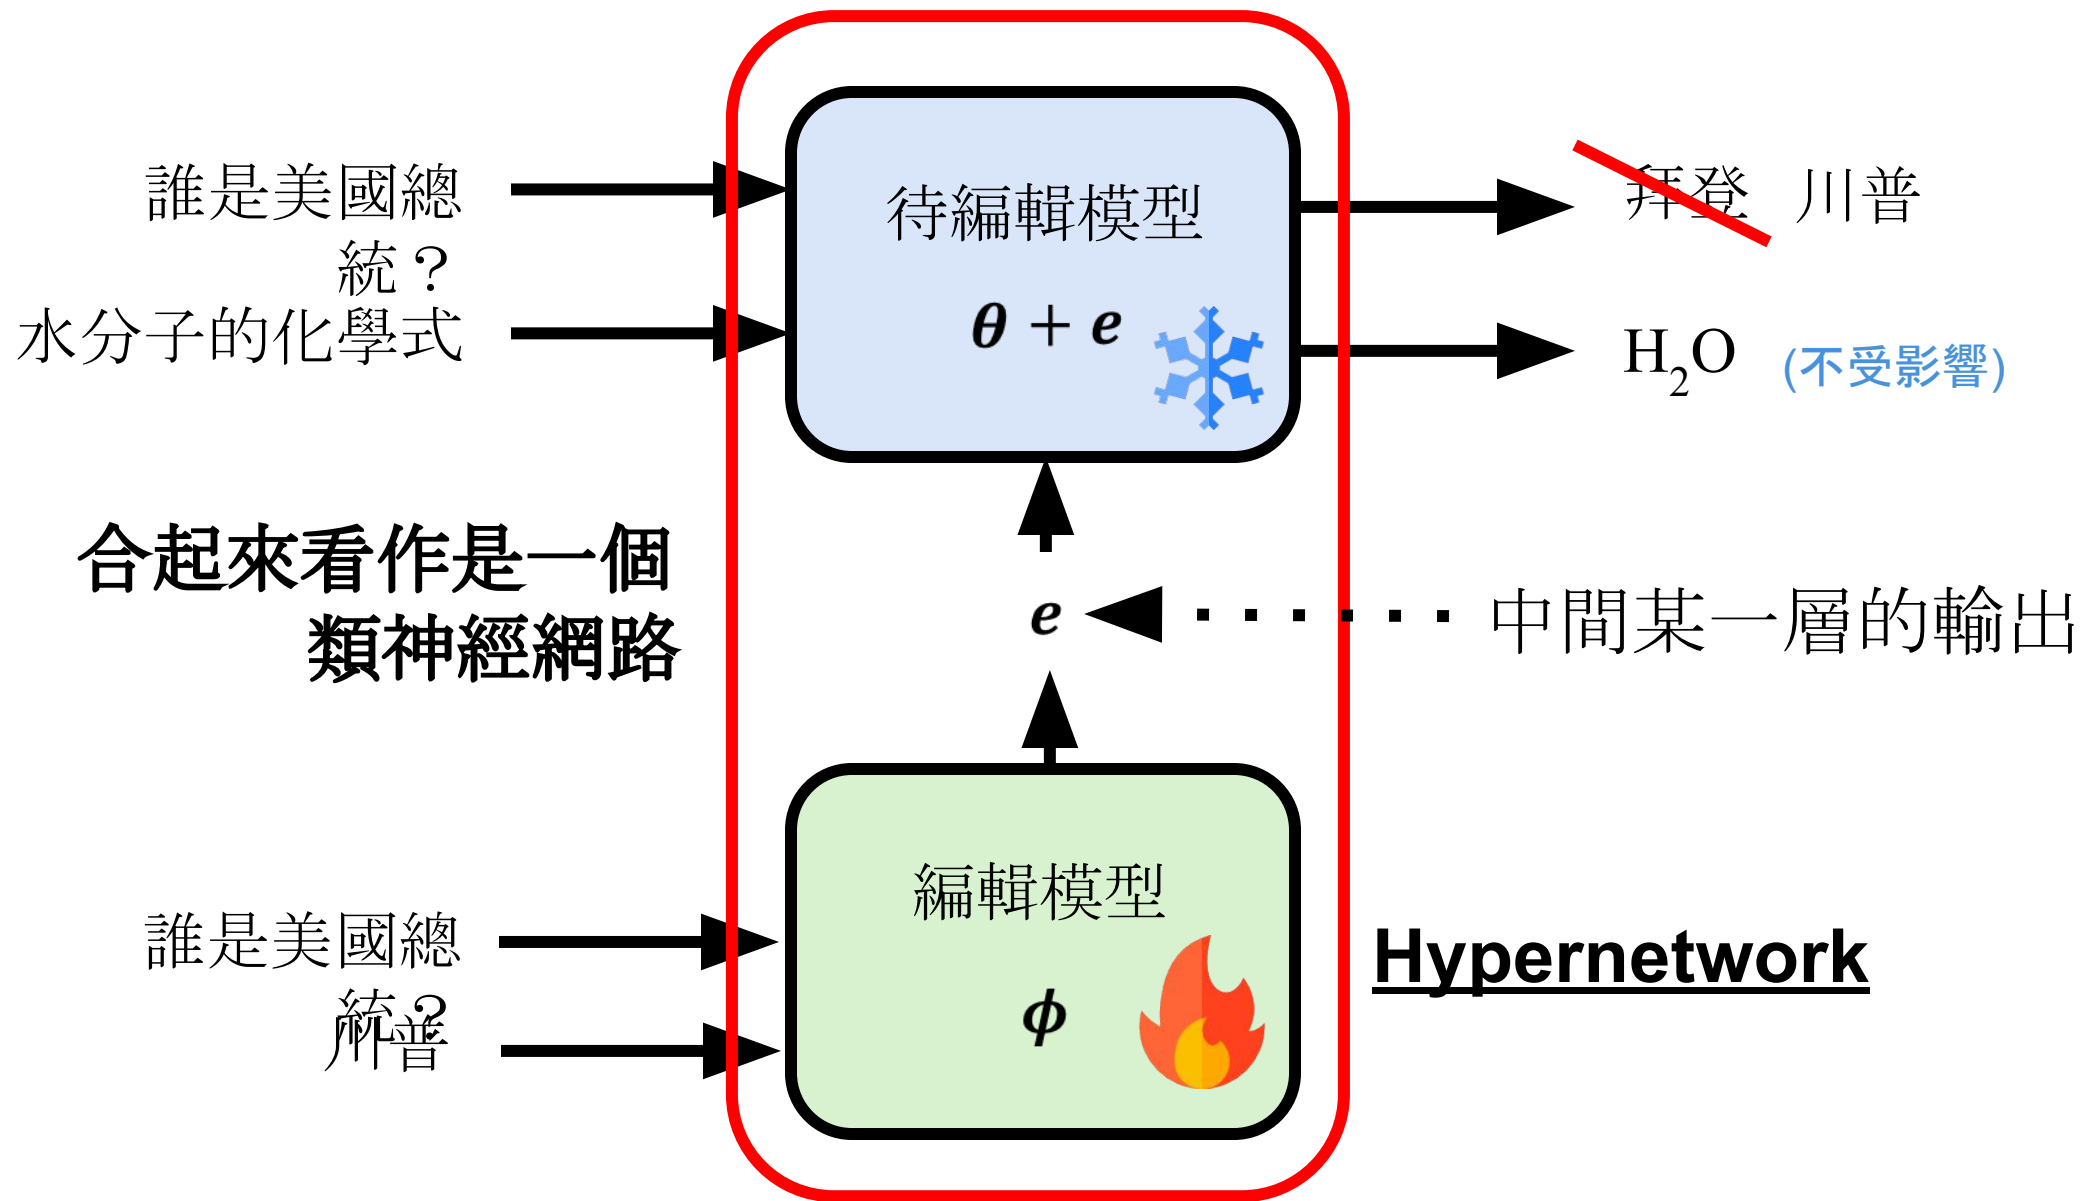 誰是美國總
統？
水分子的化學式
待編輯模型
θ + e
拜登 川普
H₂O (不受影響)
合起來看作是一個
類神經網路
e
中間某一層的輸出
誰是美國總
統？
川普
編輯模型
ϕ
Hypernetwork